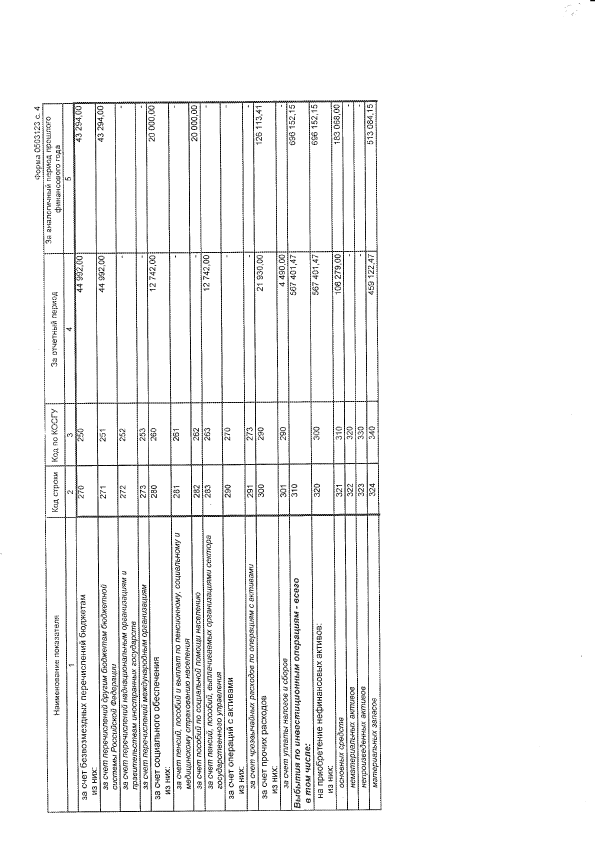 Форма 0503123 с. 4
Наименование показателя Код строки Код по КОСГУ За отчетный период За аналогичный период прошлого
финансового года
1 2 3 4 5
за счет безвозмездных перечислений бюджетам 270 250 44 992,00 43 294,00
из них:
за счет перечислений другим бюджетам бюджетной 271 251 44 992,00 43 294,00
системы Российской Федерации
за счет перечислений наднациональным организациям и 272 252 - -
правительствам иностранных государств
за счет перечислений международным организациям 273 253 - -
за счет социального обеспечения 280 260 12 742,00 20 000,00
из них:
за счет пенсий, пособий и выплат по пенсионному, социальному и 281 261 - -
медицинскому страхованию населения
за счет пособий по социальной помощи населению 282 262 - 20 000,00
за счет пенсий, пособий, выплачиваемых организациями сектора 283 263 12 742,00 -
государственного управления
за счет операций с активами 290 270 - -
из них:
за счет чрезвычайных расходов по операциям с активами 291 273 - -
за счет прочих расходов 300 290 21 930,00 126 113,41
из них:
за счет уплаты налогов и сборов 301 290 4 490,00 -
Выбытия по инвестиционным операциям - всего 310 567 401,47 696 152,15
в том числе:
на приобретение нефинансовых активов: 320 300 567 401,47 696 152,15
из них:
основных средств 321 310 108 279,00 183 068,00
нематериальных активов 322 320 - -
непроизведенных активов 323 330 - -
материальных запасов 324 340 459 122,47 513 084,15